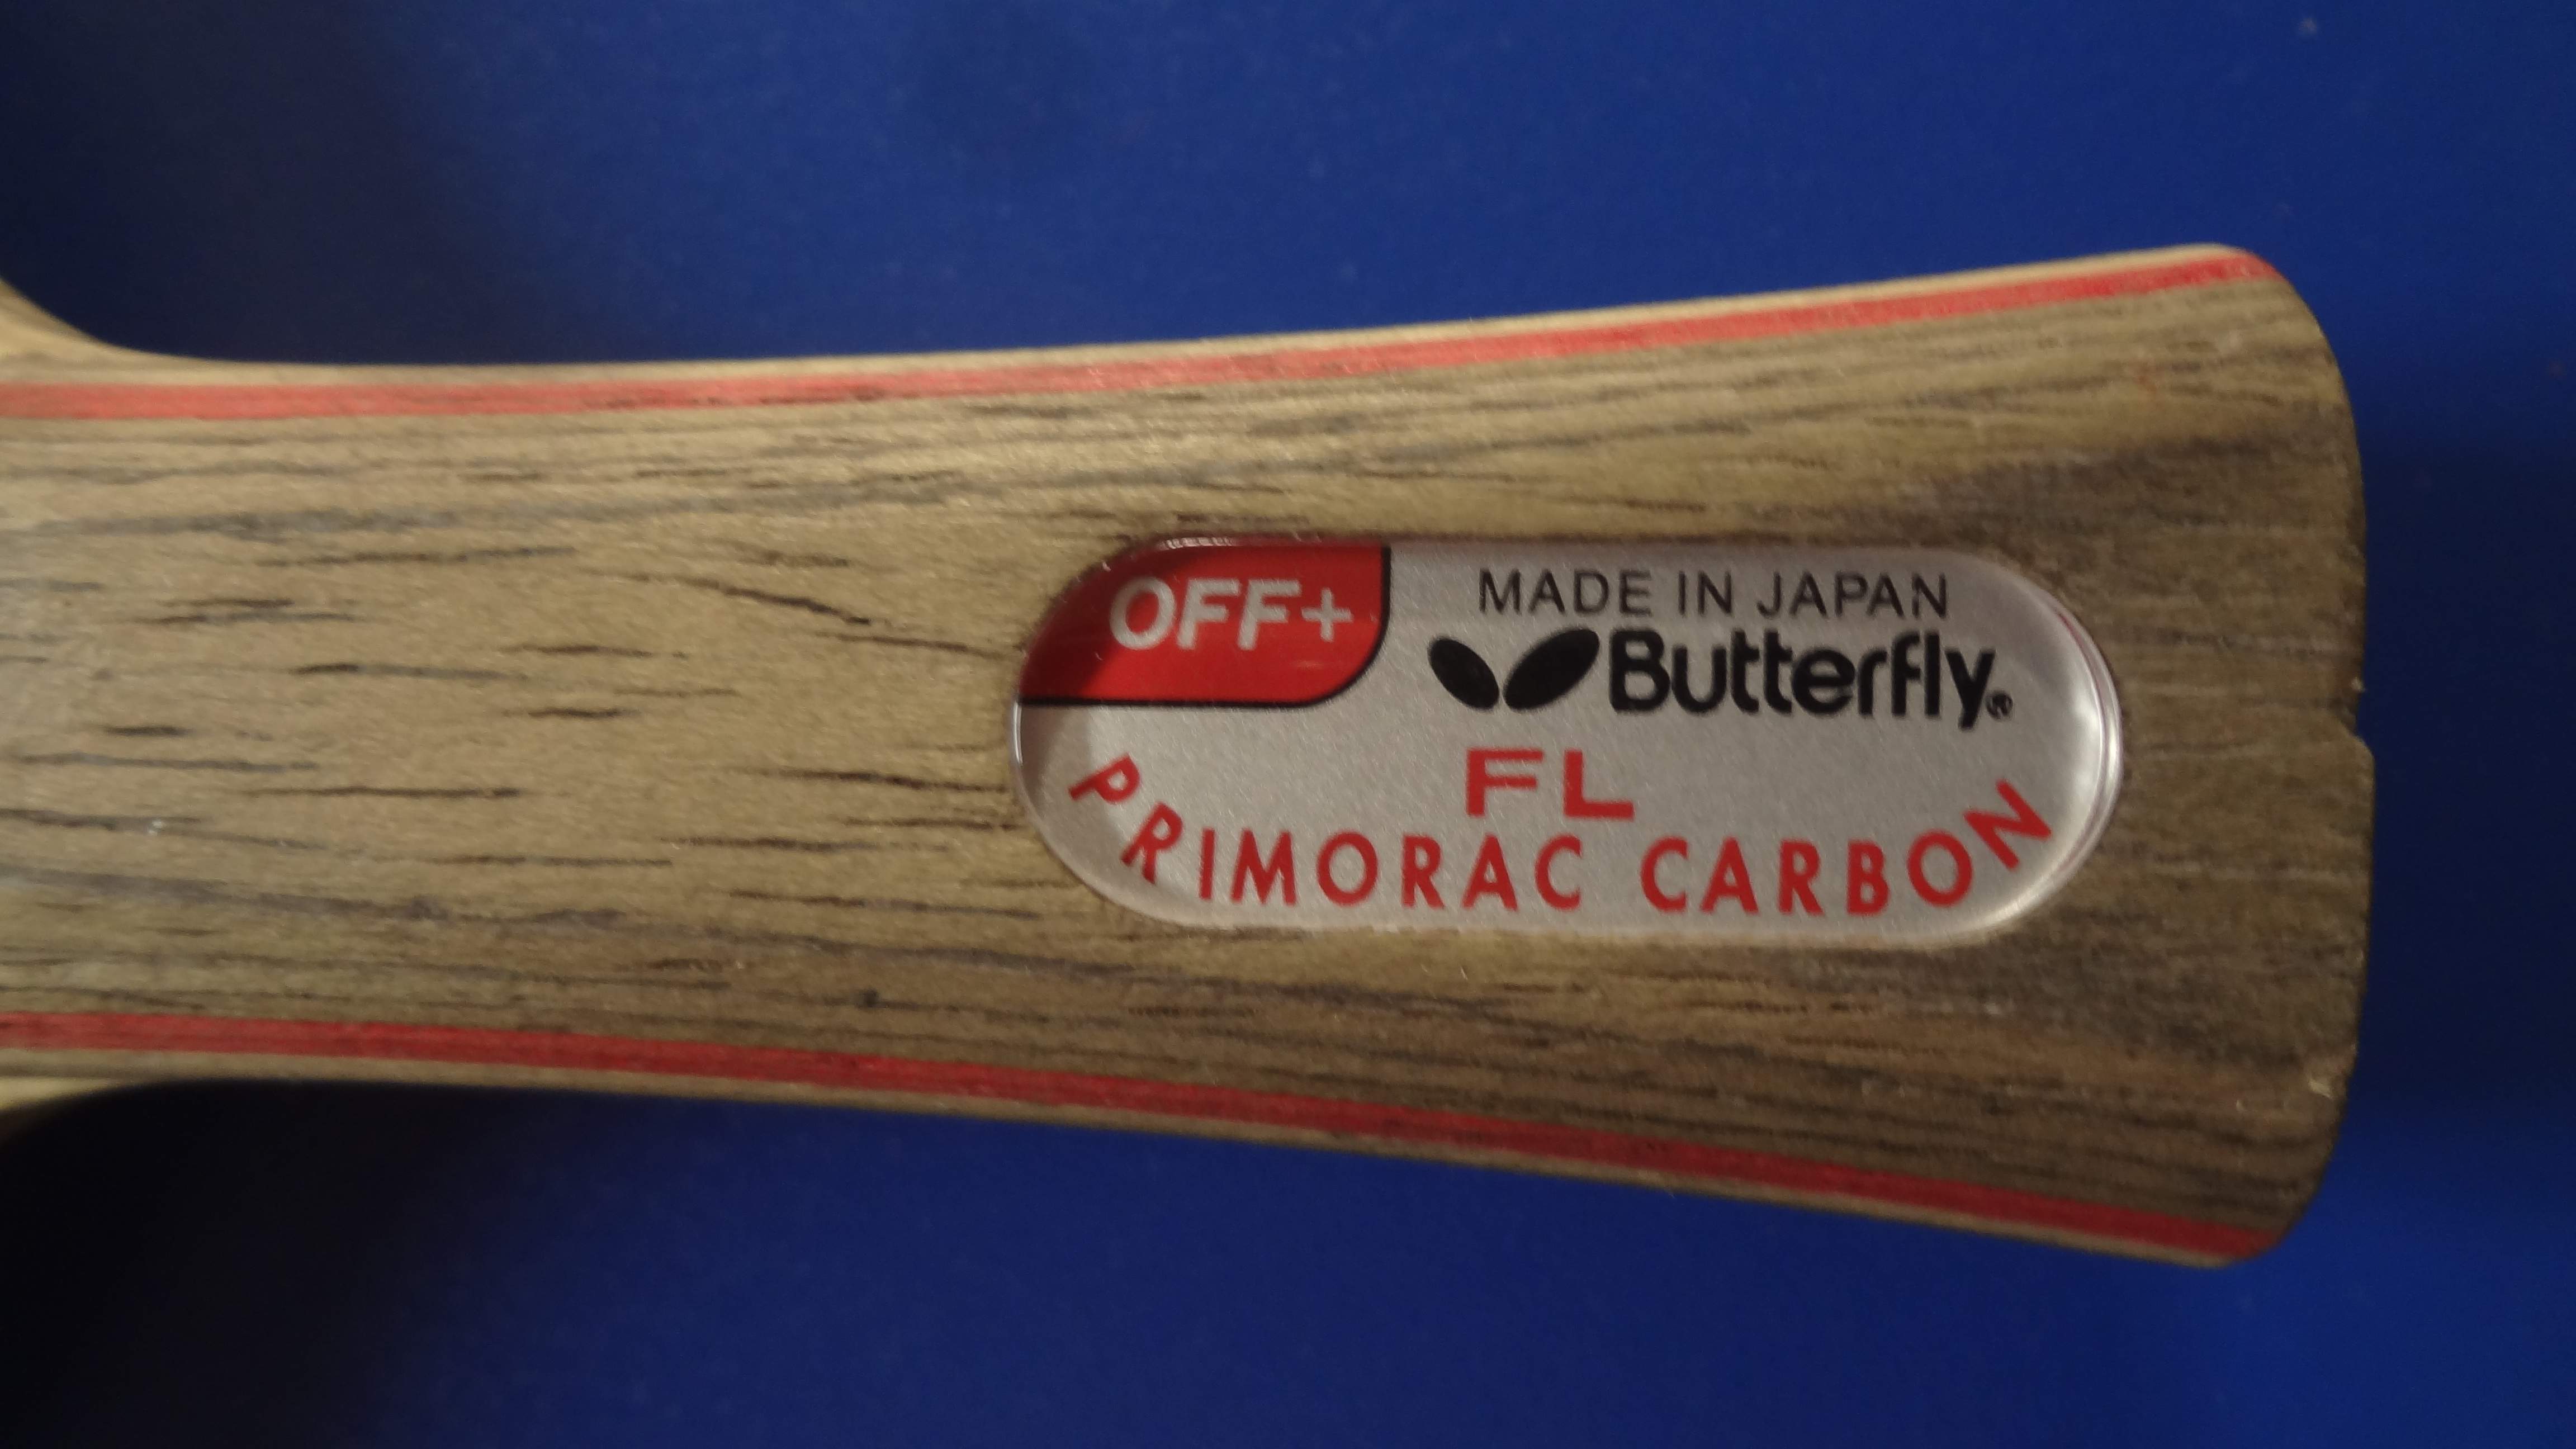 OFF+
MADE IN JAPAN
Butterfly®
FL
PRIMORAC CARBON